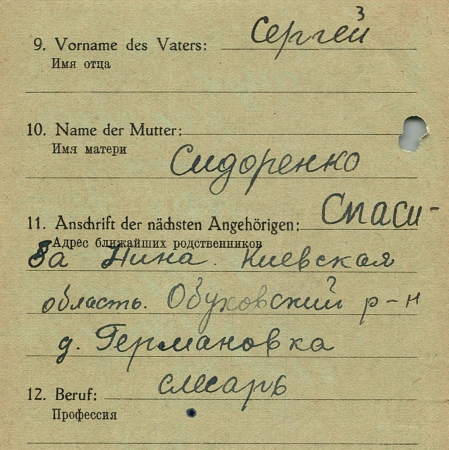 9. Vorname des Vaters: Сергей 3
Имя отца
10. Name der Mutter:
Имя матери
Сидоренко
11. Anschrift der nächsten Angehörigen: Спаси-
Адрес ближайших родственников
ва Нина. Киевская
область. Обуховский р-н
д. Германовка
12. Beruf: слесарь
Профессия